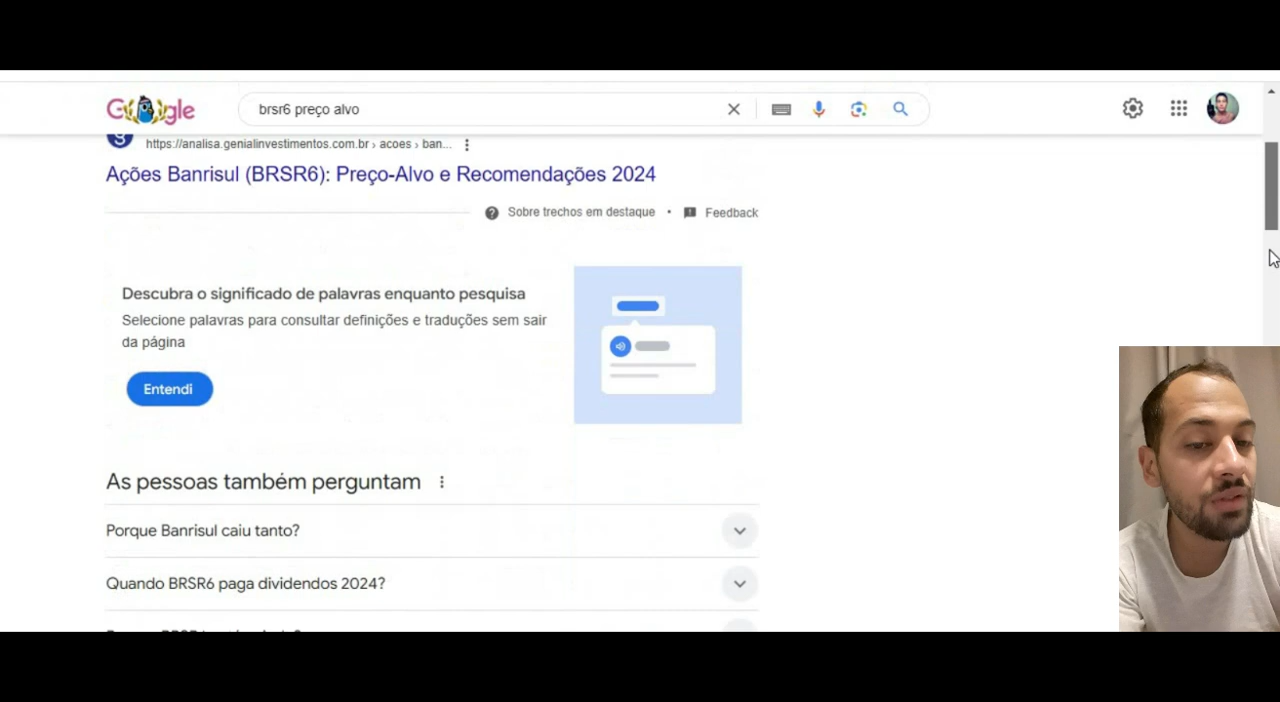 Google
brsr6 preço alvo
https://analisa.genialinvestimentos.com.br › acoes › ban...
Ações Banrisul (BRSR6): Preço-Alvo e Recomendações 2024
Sobre trechos em destaque • Feedback
Descubra o significado de palavras enquanto pesquisa
Selecione palavras para consultar definições e traduções sem sair
da página
Entendi
As pessoas também perguntam
Porque Banrisul caiu tanto?
Quando BRSR6 paga dividendos 2024?